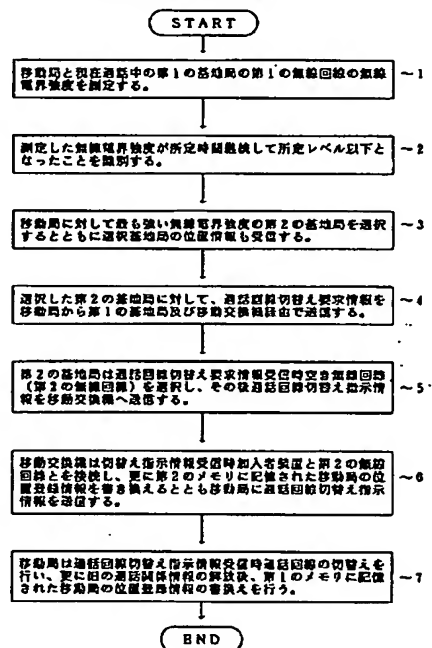 START
移動局と現在通話中の第1の基地局の第1の無線回線の無線
電界強度を測定する。
~1
測定した無線電界強度が所定時間継続して所定レベル以下と
なったことを識別する。
~2
移動局に対して最も強い無線電界強度の第2の基地局を選択
するとともに選択基地局の位置情報も受信する。
~3
選択した第2の基地局に対して、通話回線切替え要求情報を
移動局から第1の基地局及び移動交換機経由で送信する。
~4
第2の基地局は通話回線切替え要求情報受信時空き無線回線
(第2の無線回線)を選択し、その後通話回線切替え指示情
報を移動交換機へ送信する。
~5
移動交換機は切替え指示情報受信時加入者装置と第2の無線
回線とを接続し、更に第2のメモリに記憶された移動局の位
置登録情報を書き換えるととも移動局に通話回線切替え指示
情報を送信する。
~6
移動局は通話回線切替え指示情報受信時通話回線の切替えを
行い、更に旧の通話関係情報の解放後、第1のメモリに記憶
された移動局の位置登録情報の書換えを行う。
~7
END